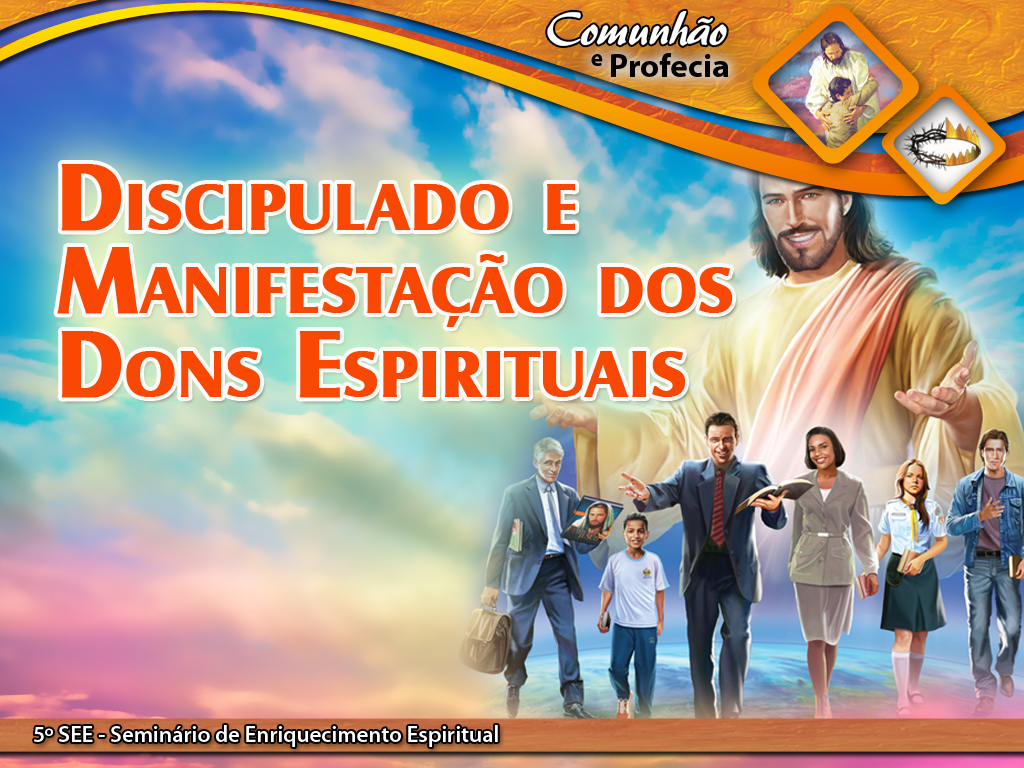 Comunhão
e Profecia
Discipulado e
Manifestação dos
Dons Espirituais
5º SEE - Seminário de Enriquecimento Espiritual